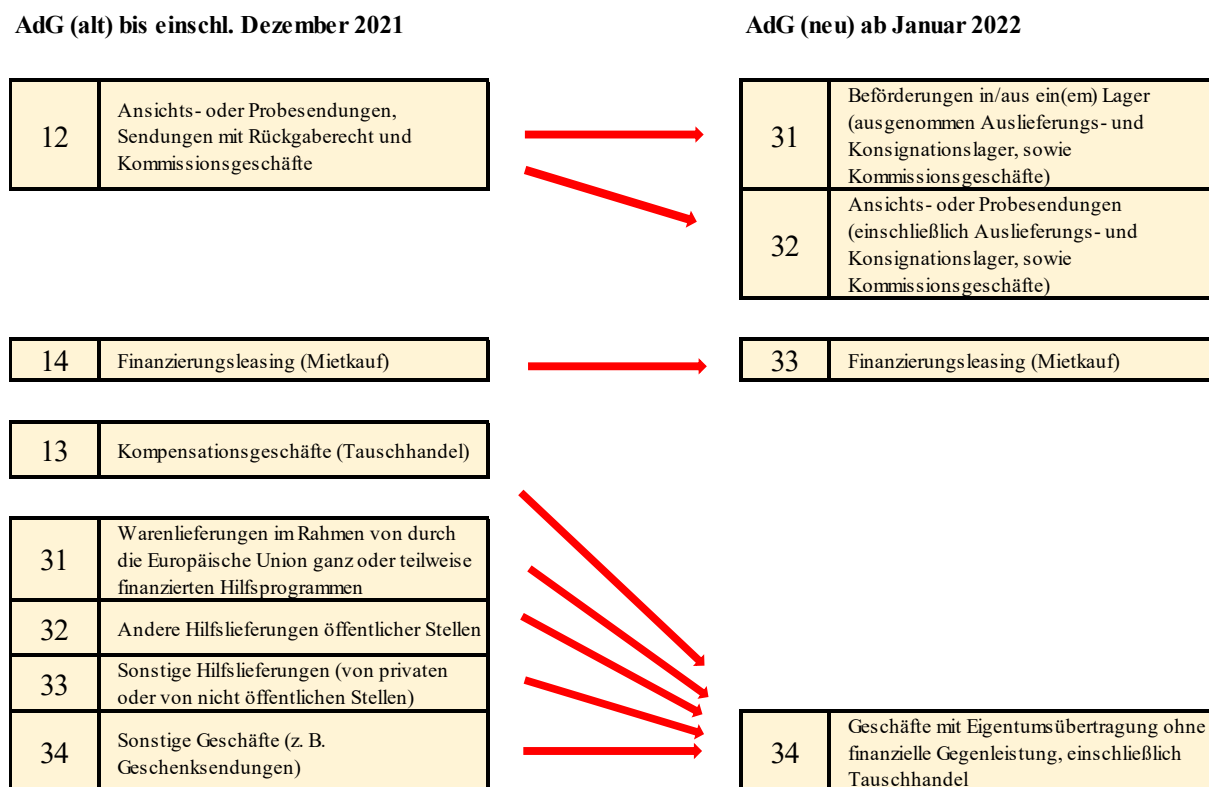 AdG (alt) bis einschl. Dezember 2021
AdG (neu) ab Januar 2022
12
Ansichts- oder Probesendungen,
Sendungen mit Rückgaberecht und
Kommissionsgeschäfte
31
Beförderungen in/aus ein(em) Lager
(ausgenommen Auslieferungs- und
Konsignationslager, sowie
Kommissionsgeschäfte)
32
Ansichts- oder Probesendungen
(einschließlich Auslieferungs- und
Konsignationslager, sowie
Kommissionsgeschäfte)
14
Finanzierungsleasing (Mietkauf)
33
Finanzierungsleasing (Mietkauf)
13
Kompensationsgeschäfte (Tauschhandel)
31
Warenlieferungen im Rahmen von durch
die Europäische Union ganz oder teilweise
finanzierten Hilfsprogrammen
32
Andere Hilfslieferungen öffentlicher Stellen
33
Sonstige Hilfslieferungen (von privaten
oder von nicht öffentlichen Stellen)
34
Sonstige Geschäfte (z. B.
Geschenksendungen)
34
Geschäfte mit Eigentumsübertragung ohne
finanzielle Gegenleistung, einschließlich
Tauschhandel